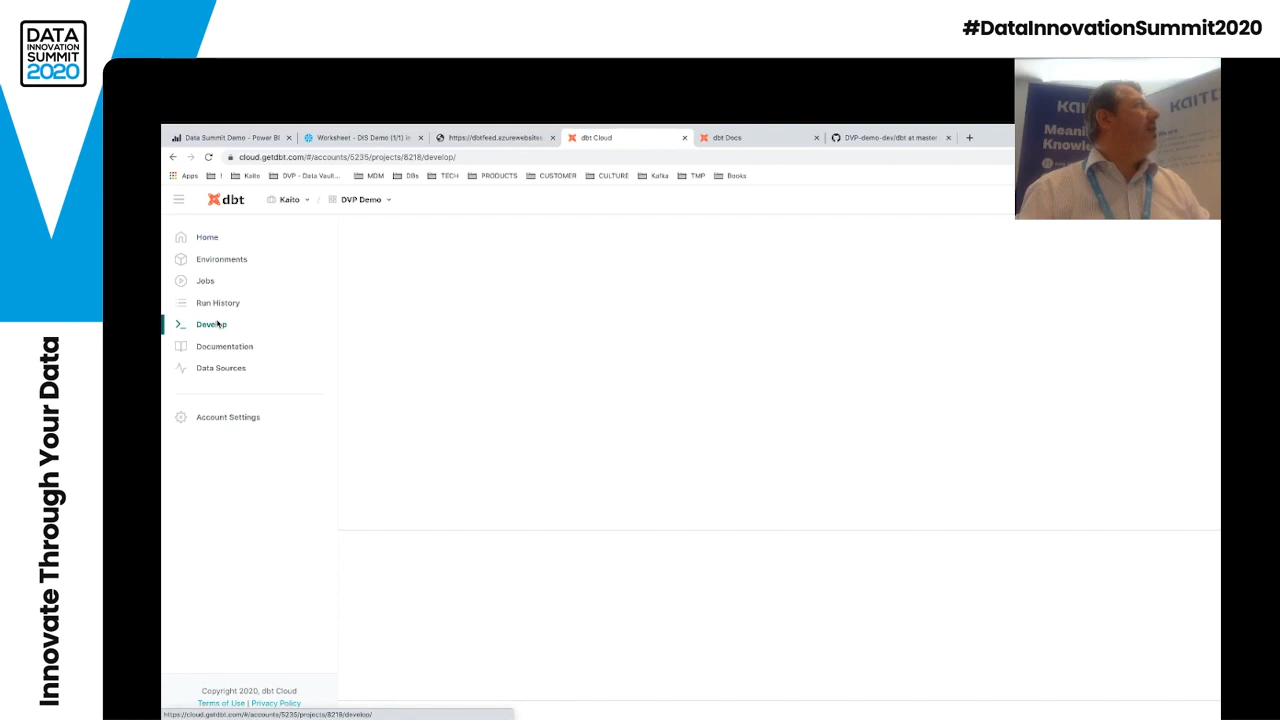 DATA
INNOVATION
SUMMIT
2020
#DataInnovationSummit2020
Innovate Through Your Data
Data Summit Demo - Power BI
Worksheet - DIS Demo (1/1) in
https://dbtfeed.azurewebsites
dbt Cloud
dbt Docs
DVP-demo-dev/dbt at master
cloud.getdbt.com/#/accounts/5235/projects/8218/develop/
Apps
!
Kaito
DVP - Data Vault...
MDM
DBs
TECH
PRODUCTS
CUSTOMER
CULTURE
Kafka
TMP
Books
dbt
Kaito / DVP Demo
Home
Environments
Jobs
Run History
Develop
Documentation
Data Sources
Account Settings
Copyright 2020, dbt Cloud
Terms of Use | Privacy Policy
https://cloud.getdbt.com/#/accounts/5235/projects/8218/develop/